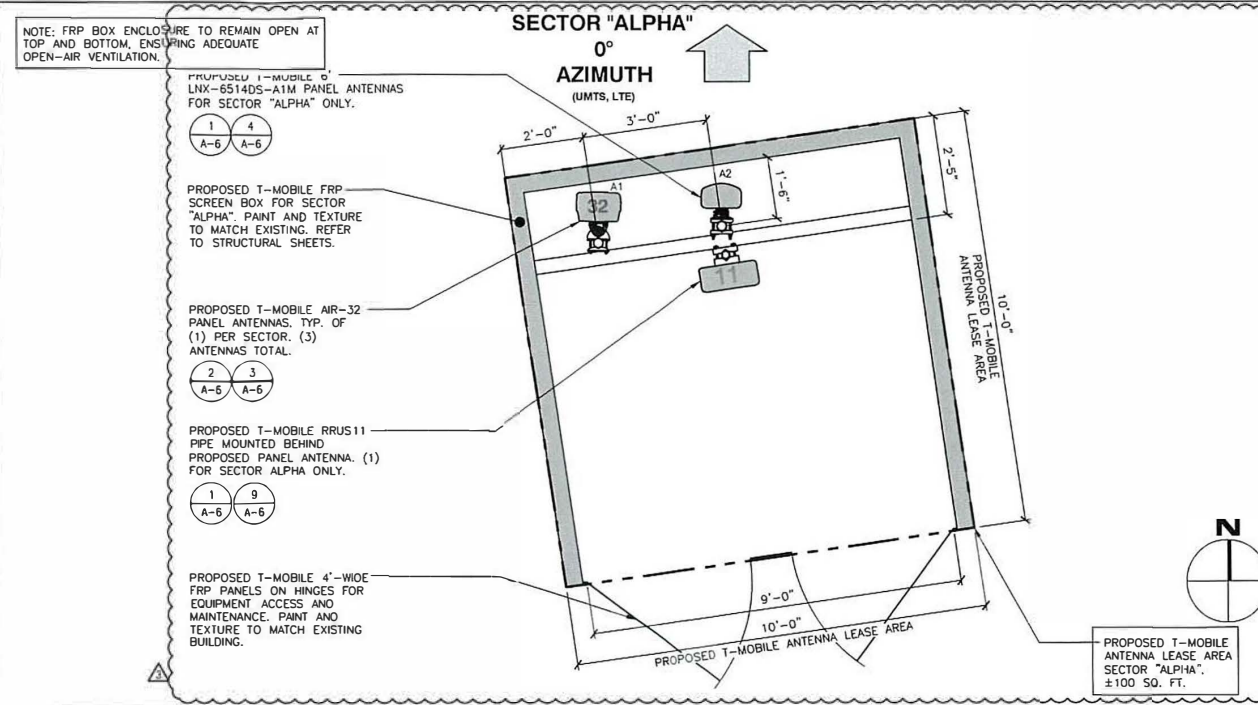 NOTE: FRP BOX ENCLOSURE TO REMAIN OPEN AT
TOP AND BOTTOM, ENSURING ADEQUATE
OPEN-AIR VENTILATION.
SECTOR "ALPHA"
0°
AZIMUTH
(UMTS, LTE)
PROPOSED T-MOBILE 6'
LNX-6514DS-A1M PANEL ANTENNAS
FOR SECTOR "ALPHA" ONLY.
1
A-6
4
A-6
PROPOSED T-MOBILE FRP
SCREEN BOX FOR SECTOR
"ALPHA". PAINT AND TEXTURE
TO MATCH EXISTING. REFER
TO STRUCTURAL SHEETS.
PROPOSED T-MOBILE AIR-32
PANEL ANTENNAS. TYP. OF
(1) PER SECTOR. (3)
ANTENNAS TOTAL.
2
A-6
3
A-6
PROPOSED T-MOBILE RRUS11
PIPE MOUNTED BEHIND
PROPOSED PANEL ANTENNA. (1)
FOR SECTOR ALPHA ONLY.
1
A-6
9
A-6
PROPOSED T-MOBILE 4'-WIDE
FRP PANELS ON HINGES FOR
EQUIPMENT ACCESS AND
MAINTENANCE. PAINT AND
TEXTURE TO MATCH EXISTING
BUILDING.
3
2'-0"
3'-0"
A1
A2
32
11
1'-6"
2'-5"
10'-0"
PROPOSED T-MOBILE
ANTENNA LEASE AREA
9'-0"
10'-0"
PROPOSED T-MOBILE ANTENNA LEASE AREA
N
PROPOSED T-MOBILE
ANTENNA LEASE AREA
SECTOR "ALPHA".
±100 SQ. FT.